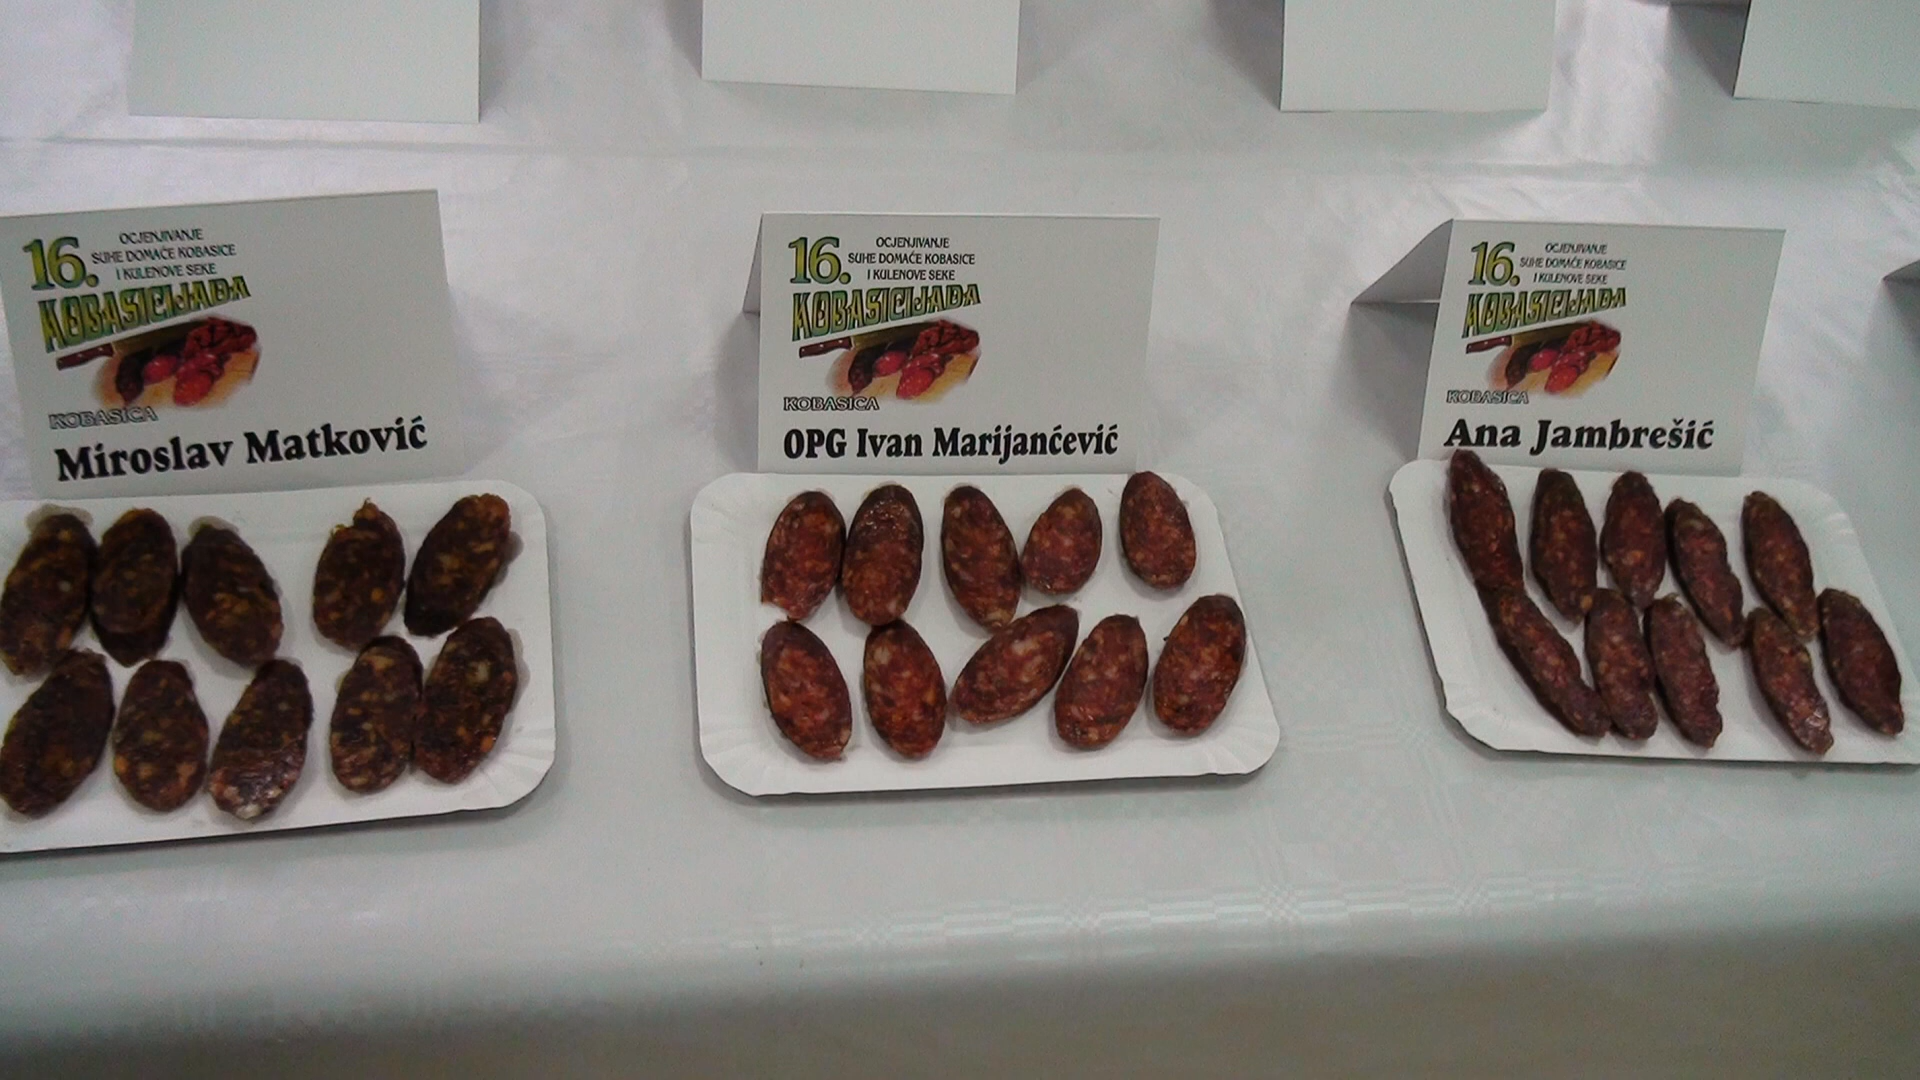 16.
OCJENJIVANJE
SUHE DOMAĆE KOBASICE
I KULENOVE SEKE
KOBASICIJADA
KOBASICA
Miroslav Matković
16.
OCJENJIVANJE
SUHE DOMAĆE KOBASICE
I KULENOVE SEKE
KOBASICIJADA
KOBASICA
OPG Ivan Marijanćević
16.
OCJENJIVANJE
SUHE DOMAĆE KOBASICE
I KULENOVE SEKE
KOBASICIJADA
KOBASICA
Ana Jambrešić